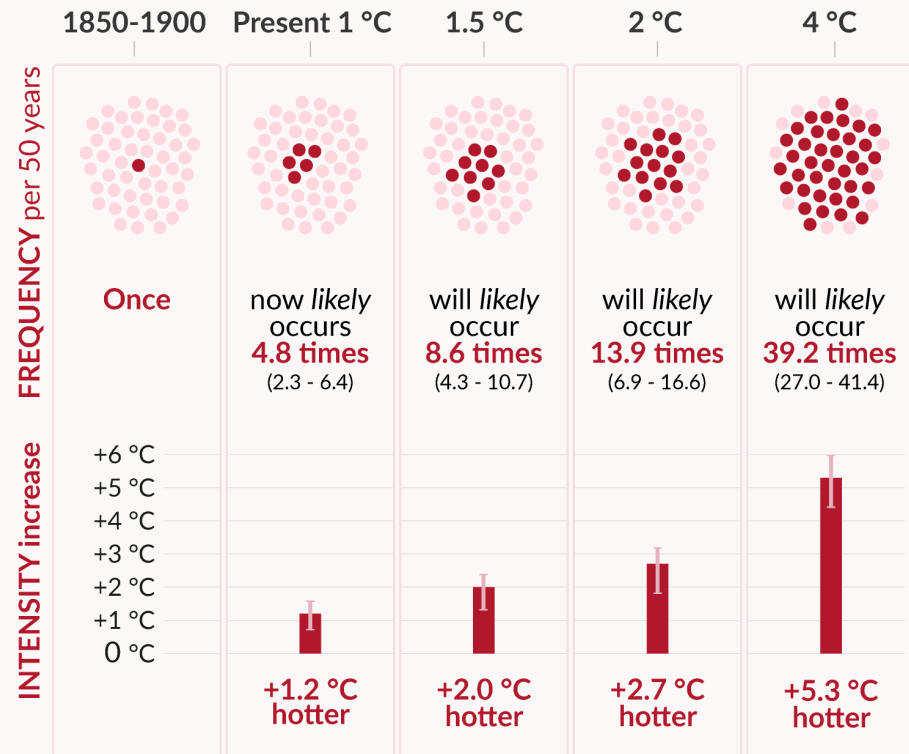 1850-1900
Present 1 °C
1.5 °C
2 °C
4 °C
FREQUENCY per 50 years
Once
now likely
occurs
4.8 times
(2.3 - 6.4)
will likely
occur
8.6 times
(4.3 - 10.7)
will likely
occur
13.9 times
(6.9 - 16.6)
will likely
occur
39.2 times
(27.0 - 41.4)
INTENSITY increase
+6 °C
+5 °C
+4 °C
+3 °C
+2 °C
+1 °C
0 °C
+1.2 °C
hotter
+2.0 °C
hotter
+2.7 °C
hotter
+5.3 °C
hotter